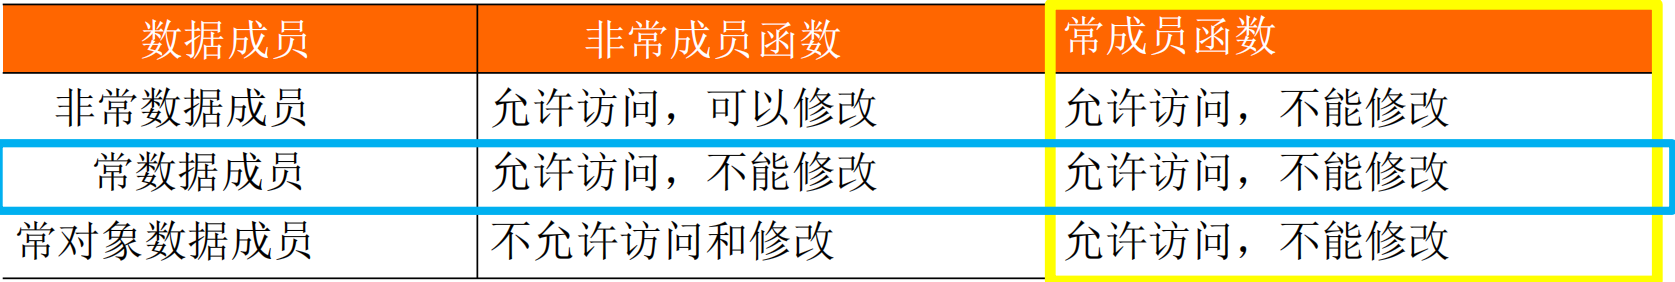 数据成员 非常成员函数 常成员函数
非常数据成员 允许访问，可以修改 允许访问，不能修改
常数据成员 允许访问，不能修改 允许访问，不能修改
常对象数据成员 不允许访问和修改 允许访问，不能修改